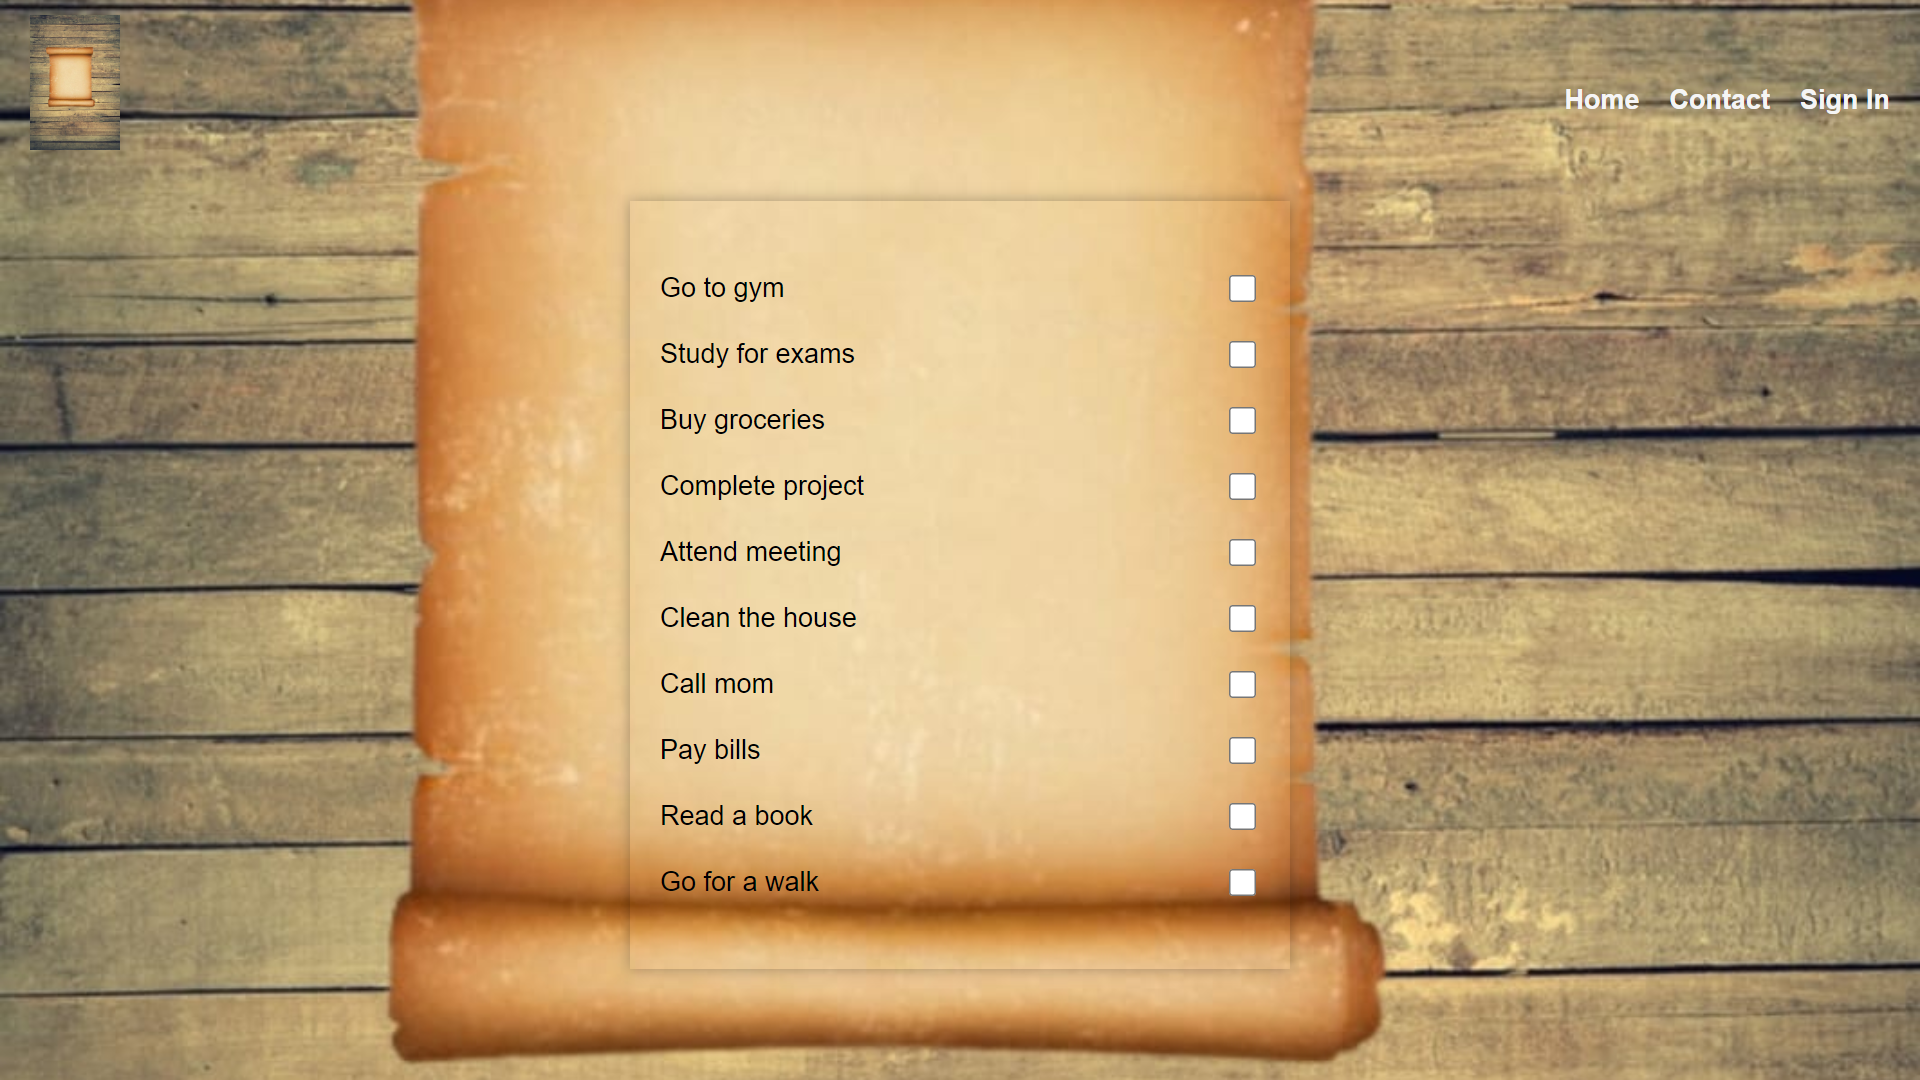 Home Contact Sign In
Go to gym
Study for exams
Buy groceries
Complete project
Attend meeting
Clean the house
Call mom
Pay bills
Read a book
Go for a walk